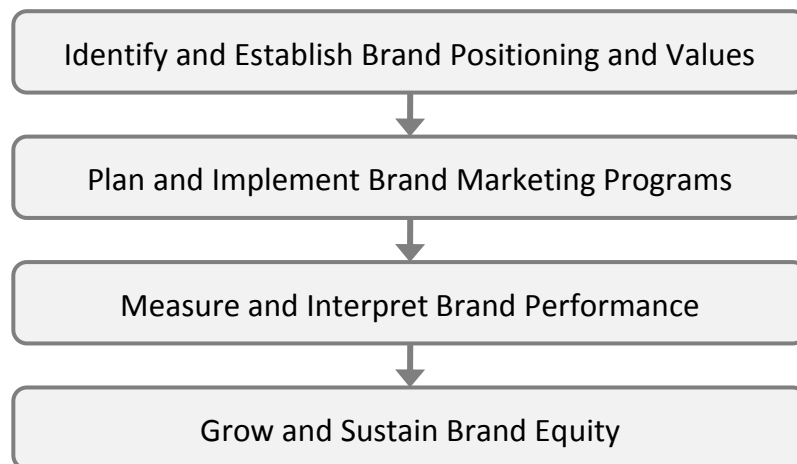 Identify and Establish Brand Positioning and Values
Plan and Implement Brand Marketing Programs
Measure and Interpret Brand Performance
Grow and Sustain Brand Equity